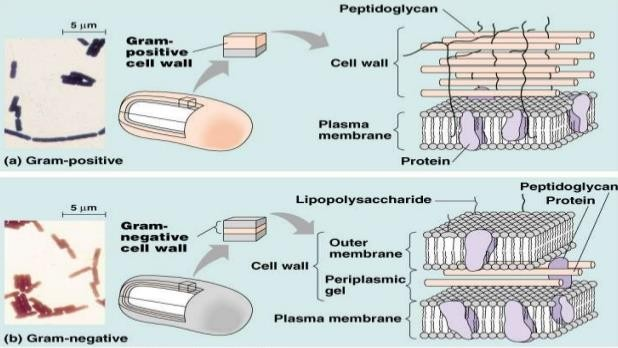 5 µm
Gram-
positive
cell wall
Peptidoglycan
Cell wall
Plasma
membrane
Protein
(a) Gram-positive
5 µm
Gram-
negative
cell wall
Lipopolysaccharide
Peptidoglycan
Protein
Outer
membrane
Cell wall
Periplasmic
gel
Plasma membrane
(b) Gram-negative